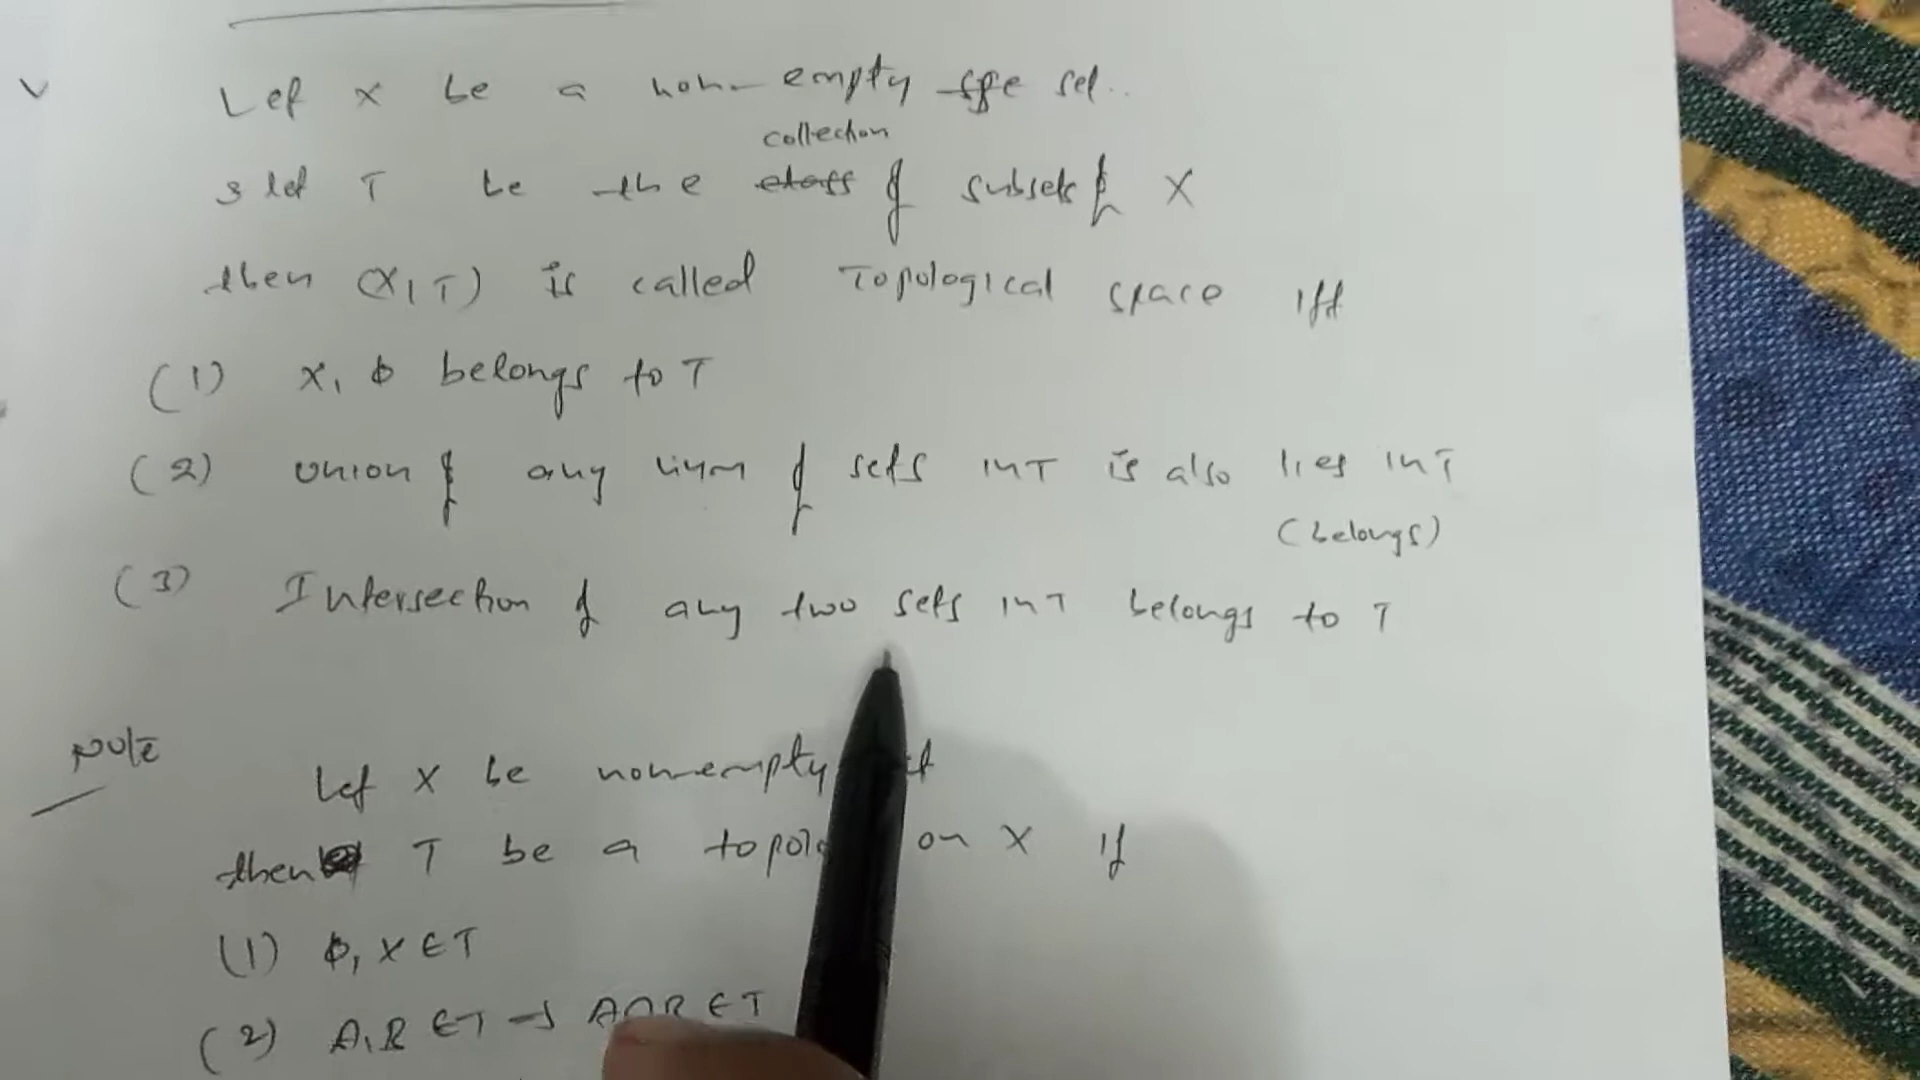 Let X be a non-empty set..
collection
& let T be the of subsets of X
then (X, T) is called Topological space iff
(1) X, ϕ belongs to T
(2) Union of any of sets in T is also lies in T
(belongs)
(3) Intersection of any two sets in T belongs to T
Note
Let X be nonempty
then T be a topolo on X if
(1) ϕ, X ∈ T
(2) A, B ∈ T → A∩B ∈ T